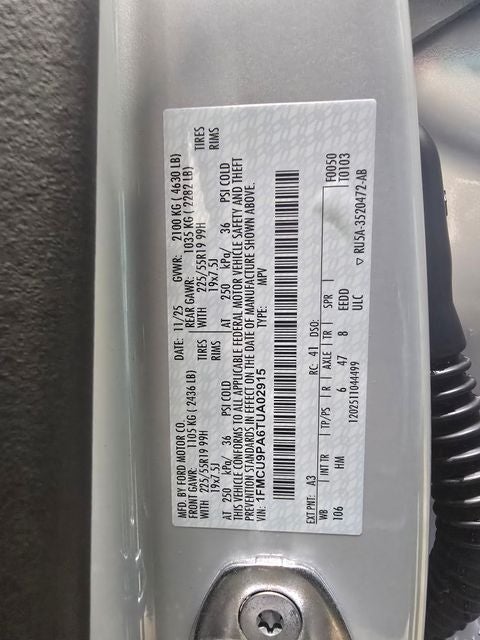 MFD. BY FORD MOTOR CO.
DATE: 11/25 GVWR: 2100 KG ( 4630 LB)
FRONT GAWR: 1105 KG ( 2436 LB) REAR GAWR: 1035 KG ( 2282 LB)
WITH 225/55R19 99H TIRES WITH 225/55R19 99H TIRES
19x7.5J RIMS 19x7.5J RIMS
AT 250 kPa/ 36 PSI COLD AT 250 kPa/ 36 PSI COLD
THIS VEHICLE CONFORMS TO ALL APPLICABLE FEDERAL MOTOR VEHICLE SAFETY AND THEFT
PREVENTION STANDARDS IN EFFECT ON THE DATE OF MANUFACTURE SHOWN ABOVE.
VIN: 1FMCU9PA6TUA02915 TYPE: MPV
F0050
EXT PNT: A3 RC: 41 DSO: T0103
WB INT TR TP/PS R AXLE TR SPR
106 HM 6 47 8 EEDD
1202511044499 ULC
▽ RU5A-3520472-AB